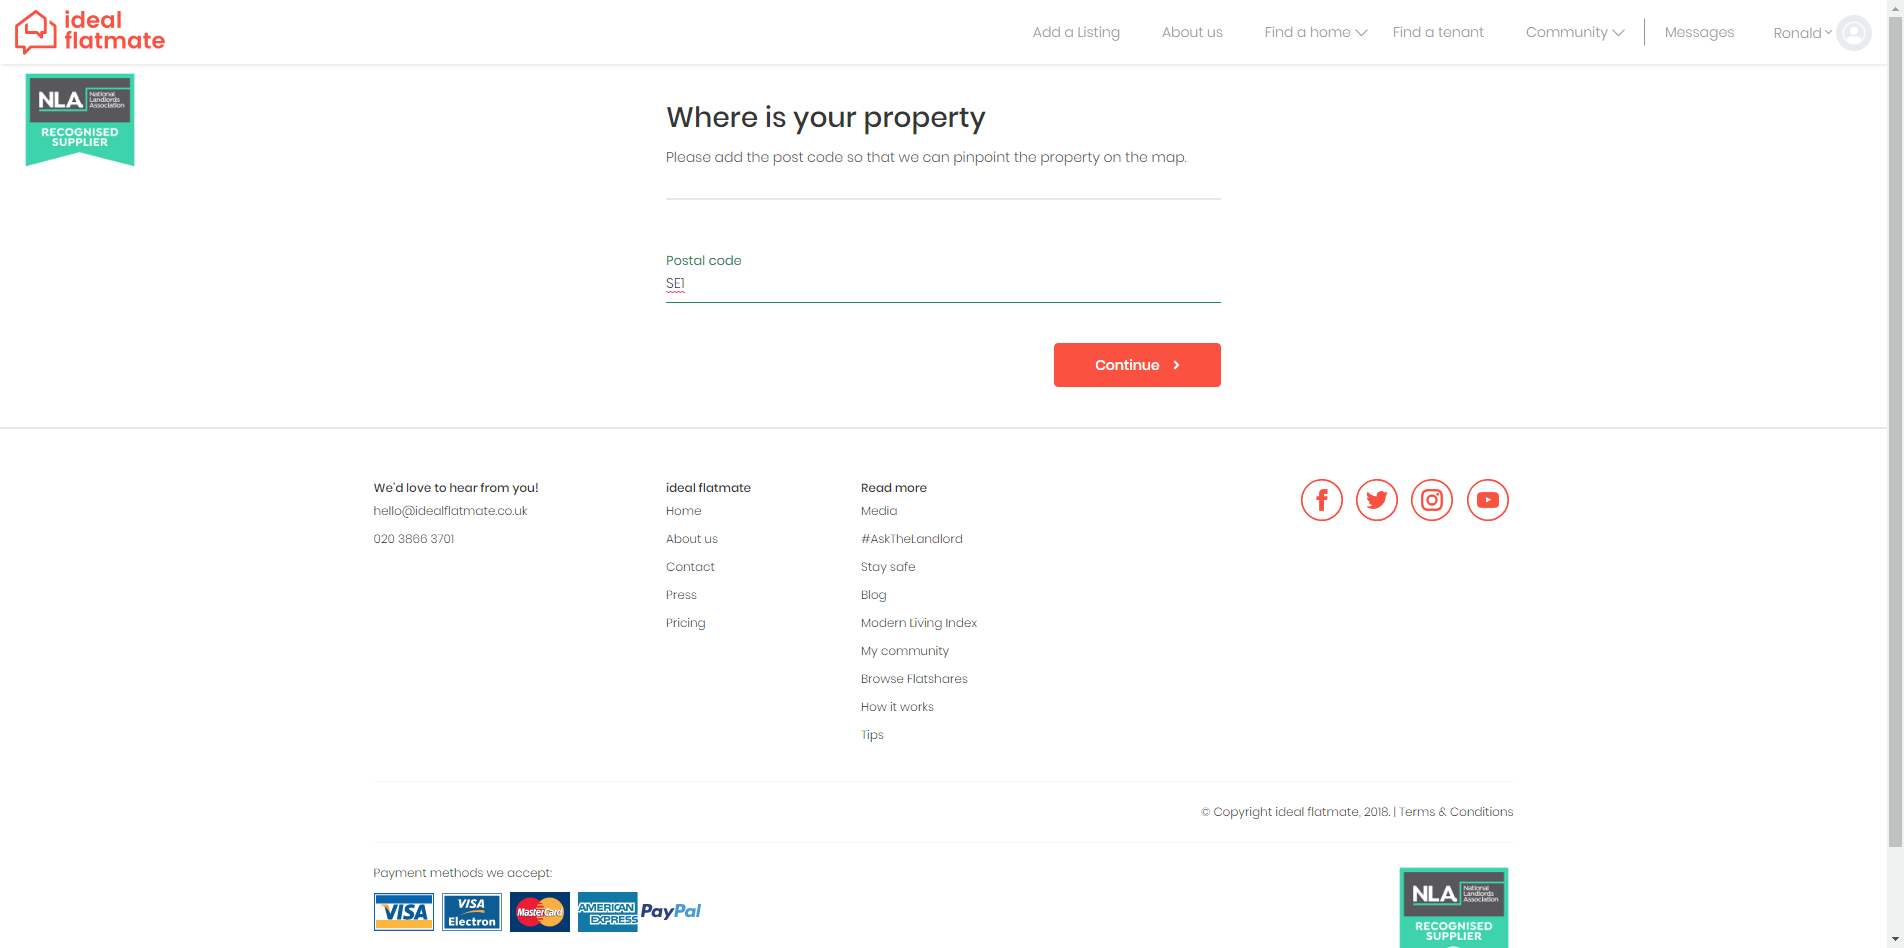 ideal
flatmate
Add a Listing
About us
Find a home
Find a tenant
Community
Messages
Ronald
NLA National Landlords Association
RECOGNISED
SUPPLIER
Where is your property
Please add the post code so that we can pinpoint the property on the map.
Postal code
SE1
Continue
We'd love to hear from you!
hello@idealflatmate.co.uk
020 3866 3701
ideal flatmate
Home
About us
Contact
Press
Pricing
Read more
Media
#AskTheLandlord
Stay safe
Blog
Modern Living Index
My community
Browse Flatshares
How it works
Tips
© Copyright ideal flatmate, 2018. | Terms & Conditions
Payment methods we accept:
VISA
VISA
Electron
MasterCard
AMERICAN
EXPRESS
PayPal
NLA National Landlords Association
RECOGNISED
SUPPLIER